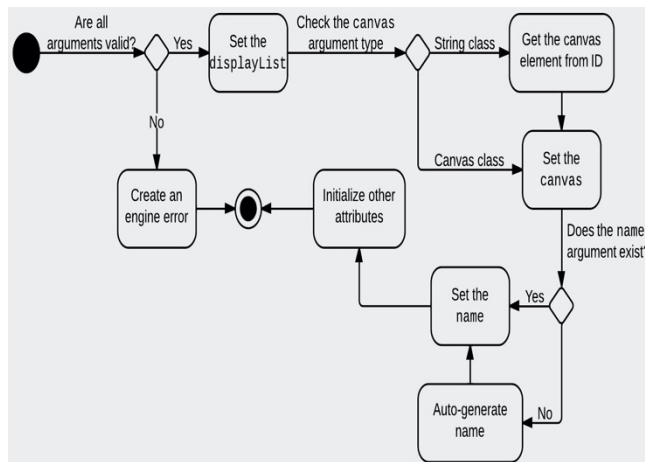 Are all
arguments valid?
Yes
Set the
displayList
Check the canvas
argument type
String class
Get the canvas
element from ID
No
Canvas class
Set the
canvas
Create an
engine error
Initialize other
attributes
Does the name
argument exist?
Set the
name
Yes
Auto-generate
name
No